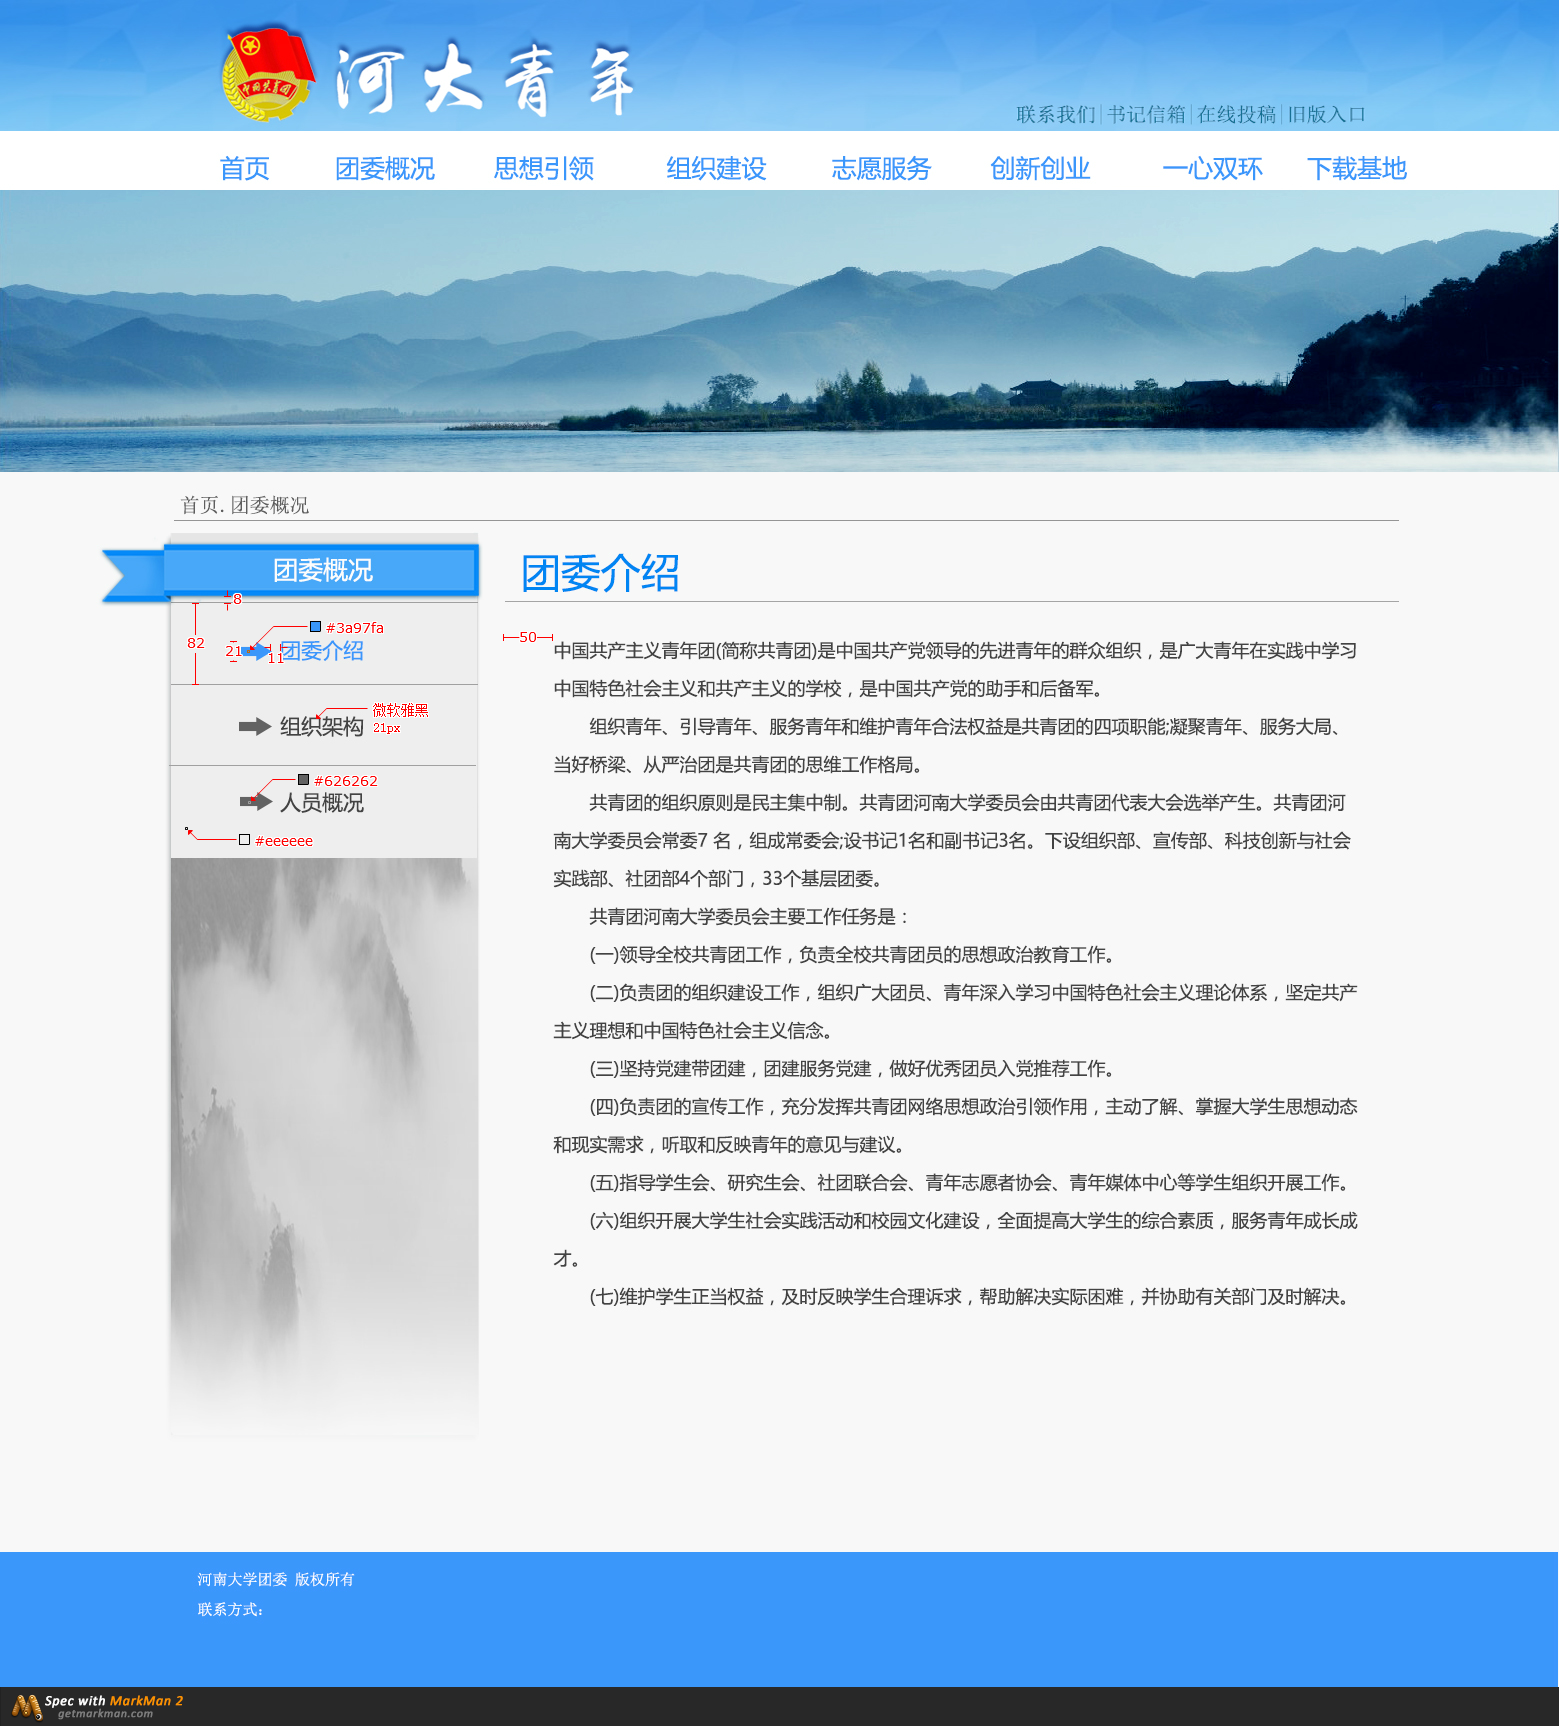 中国共青团
河大青年
联系我们 书记信箱 在线投稿 旧版入口
首页 团委概况 思想引领 组织建设 志愿服务 创新创业 一心双环 下载基地
首页.团委概况
团委概况
8
82
#3a97fa
21
11
团委介绍
微软雅黑
21px
组织架构
#626262
人员概况
#eeeeee
团委介绍
50
中国共产主义青年团(简称共青团)是中国共产党领导的先进青年的群众组织，是广大青年在实践中学习
中国特色社会主义和共产主义的学校，是中国共产党的助手和后备军。
组织青年、引导青年、服务青年和维护青年合法权益是共青团的四项职能;凝聚青年、服务大局、
当好桥梁、从严治团是共青团的思维工作格局。
共青团的组织原则是民主集中制。共青团河南大学委员会由共青团代表大会选举产生。共青团河
南大学委员会常委7 名，组成常委会;设书记1名和副书记3名。下设组织部、宣传部、科技创新与社会
实践部、社团部4个部门，33个基层团委。
共青团河南大学委员会主要工作任务是：
(一)领导全校共青团工作，负责全校共青团员的思想政治教育工作。
(二)负责团的组织建设工作，组织广大团员、青年深入学习中国特色社会主义理论体系，坚定共产
主义理想和中国特色社会主义信念。
(三)坚持党建带团建，团建服务党建，做好优秀团员入党推荐工作。
(四)负责团的宣传工作，充分发挥共青团网络思想政治引领作用，主动了解、掌握大学生思想动态
和现实需求，听取和反映青年的意见与建议。
(五)指导学生会、研究生会、社团联合会、青年志愿者协会、青年媒体中心等学生组织开展工作。
(六)组织开展大学生社会实践活动和校园文化建设，全面提高大学生的综合素质，服务青年成长成
才。
(七)维护学生正当权益，及时反映学生合理诉求，帮助解决实际困难，并协助有关部门及时解决。
河南大学团委 版权所有
联系方式：
Spec with MarkMan 2
getmarkman.com